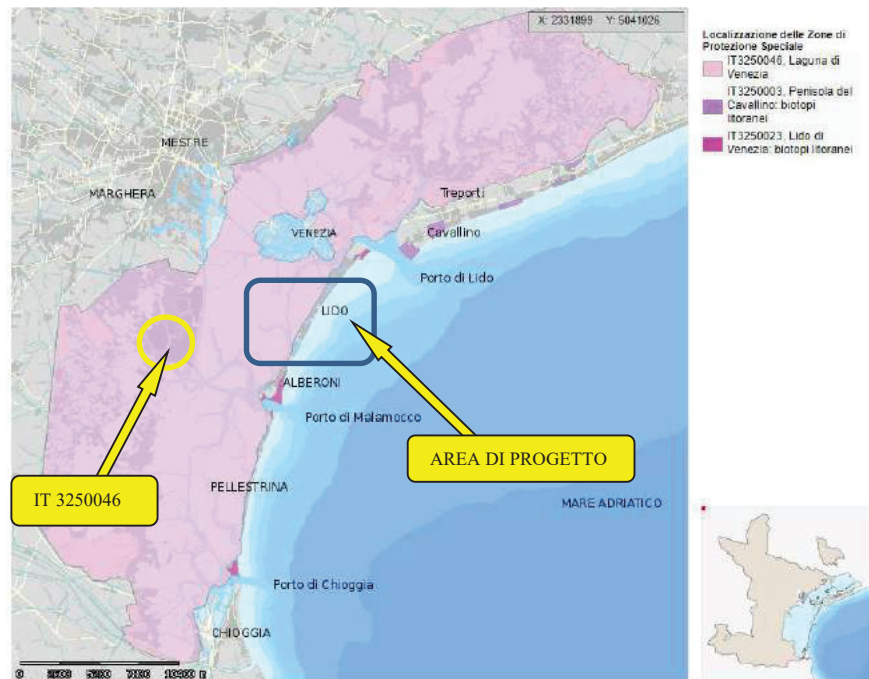 X: 2331899 Y: 5041026
Localizzazione delle Zone di
Protezione Speciale
IT3250046, Laguna di
Venezia
IT3250003, Penisola del
Cavallino: biotopi
litoranei
IT3250023, Lido di
Venezia: biotopi litoranei
MESTRE
MARGHERA
Treporti
VENEZIA
Cavallino
Porto di Lido
LIDO
ALBERONI
Porto di Malamocco
AREA DI PROGETTO
IT 3250046
PELLESTRINA
MARE ADRIATICO
Porto di Chioggia
CHIOGGIA
0